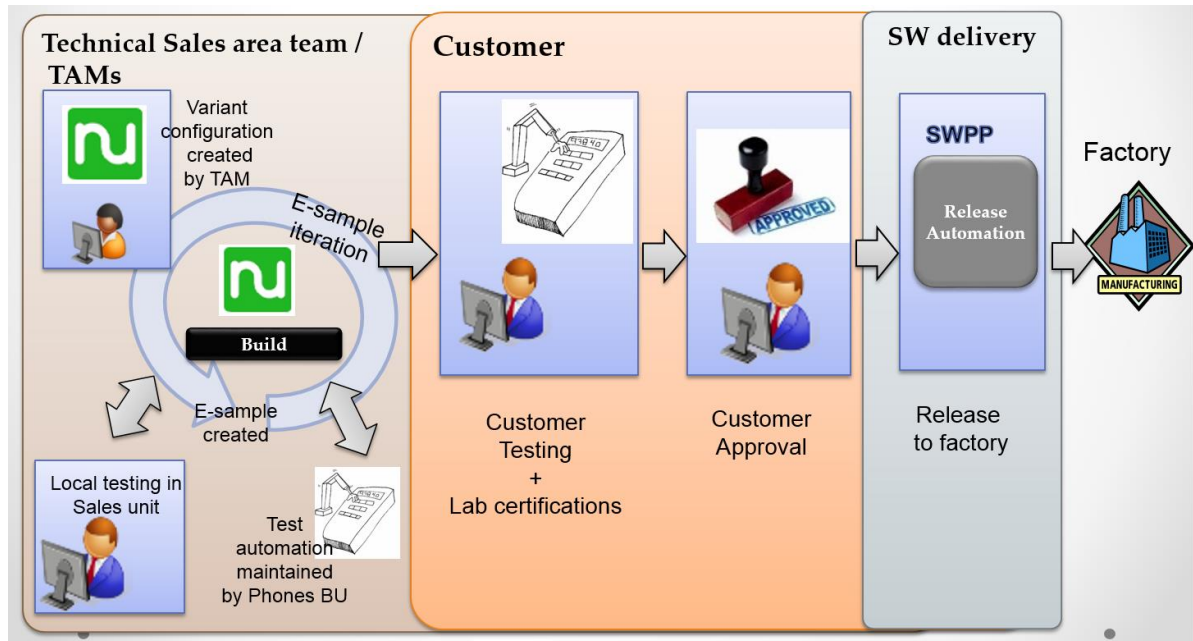 Technical Sales area team /
TAMs
nu
Variant
configuration
created
by TAM
E-sample
iteration
nu
Build
E-sample
created
Local testing in
Sales unit
Test
automation
maintained
by Phones BU
Customer
Customer
Testing
+
Lab certifications
APPROVED
Customer
Approval
SW delivery
SWPP
Release
Automation
Release
to factory
Factory
MANUFACTURING